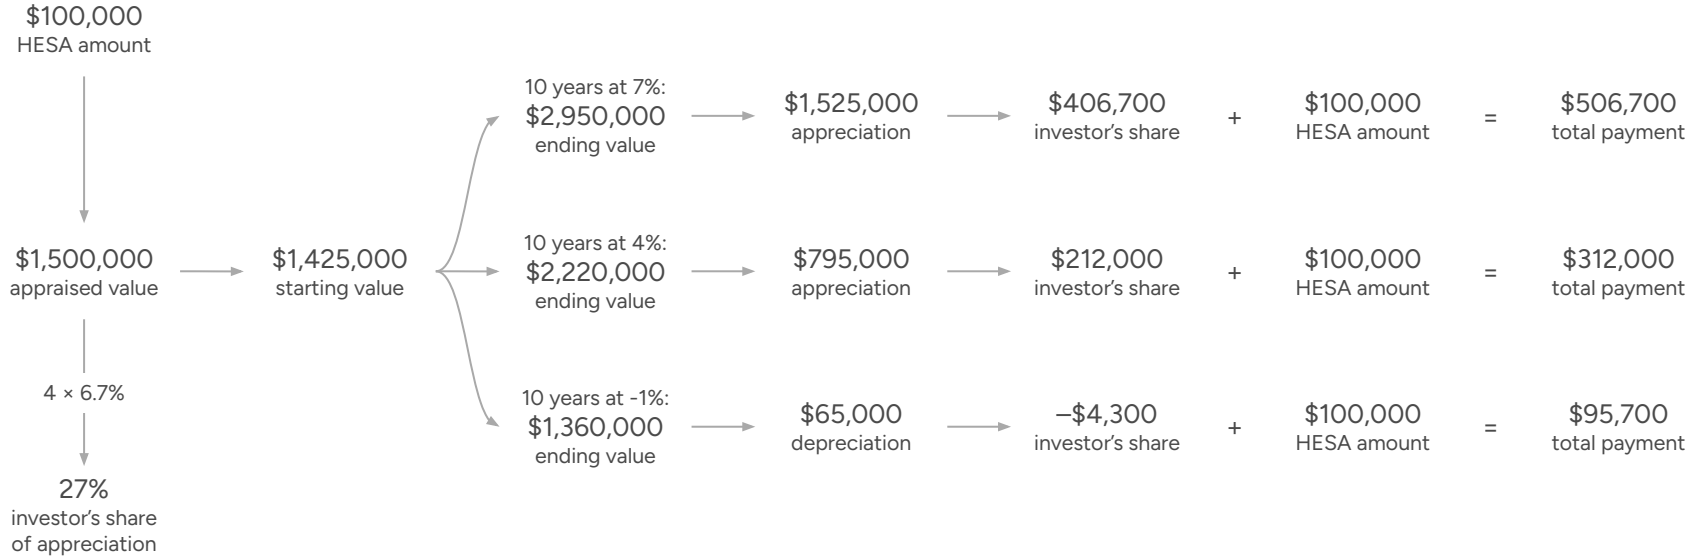 $100,000
HESA amount
$1,500,000
appraised value
4 × 6.7%
27%
investor’s share
of appreciation
$1,425,000
starting value
10 years at 7%:
$2,950,000
ending value
$1,525,000
appreciation
$406,700
investor’s share
+
$100,000
HESA amount
=
$506,700
total payment
10 years at 4%:
$2,220,000
ending value
$795,000
appreciation
$212,000
investor’s share
+
$100,000
HESA amount
=
$312,000
total payment
10 years at -1%:
$1,360,000
ending value
$65,000
depreciation
–$4,300
investor’s share
+
$100,000
HESA amount
=
$95,700
total payment